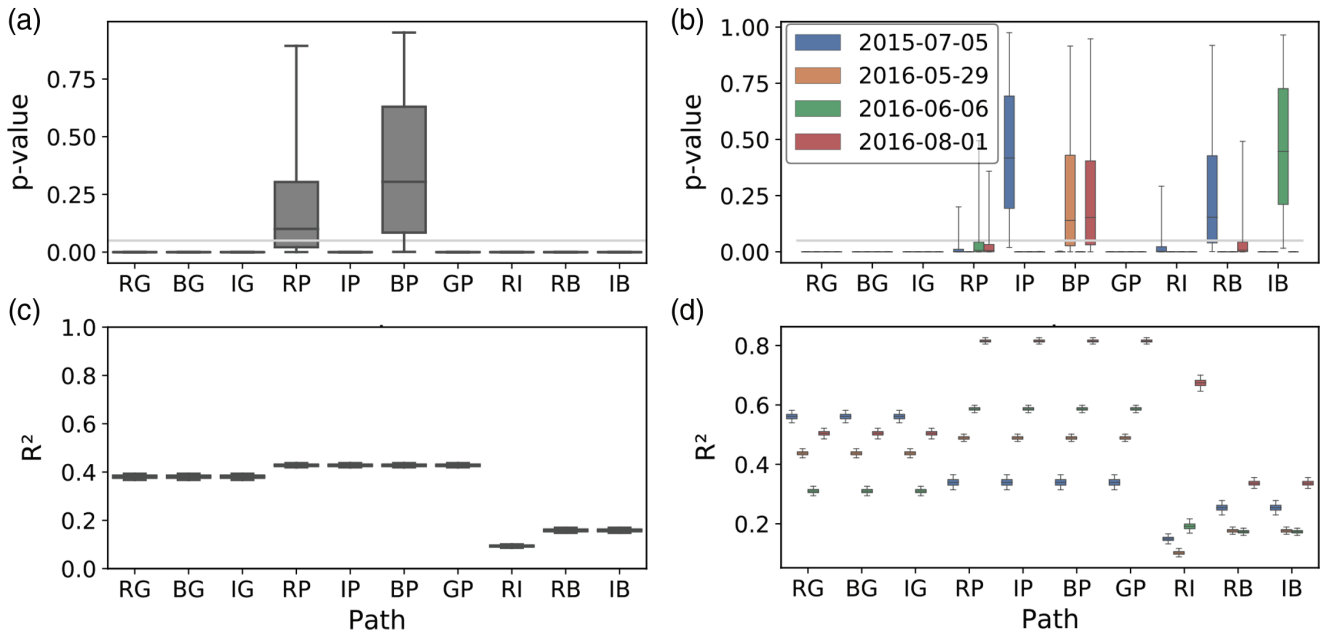 (a)
p-value
0.75
0.50
0.25
0.00
RG BG IG RP IP BP GP RI RB IB
(b)
p-value
1.00
0.75
0.50
0.25
0.00
2015-07-05
2016-05-29
2016-06-06
2016-08-01
RG BG IG RP IP BP GP RI RB IB
(c)
R²
1.0
0.8
0.6
0.4
0.2
0.0
RG BG IG RP IP BP GP RI RB IB
Path
(d)
R²
0.8
0.6
0.4
0.2
RG BG IG RP IP BP GP RI RB IB
Path